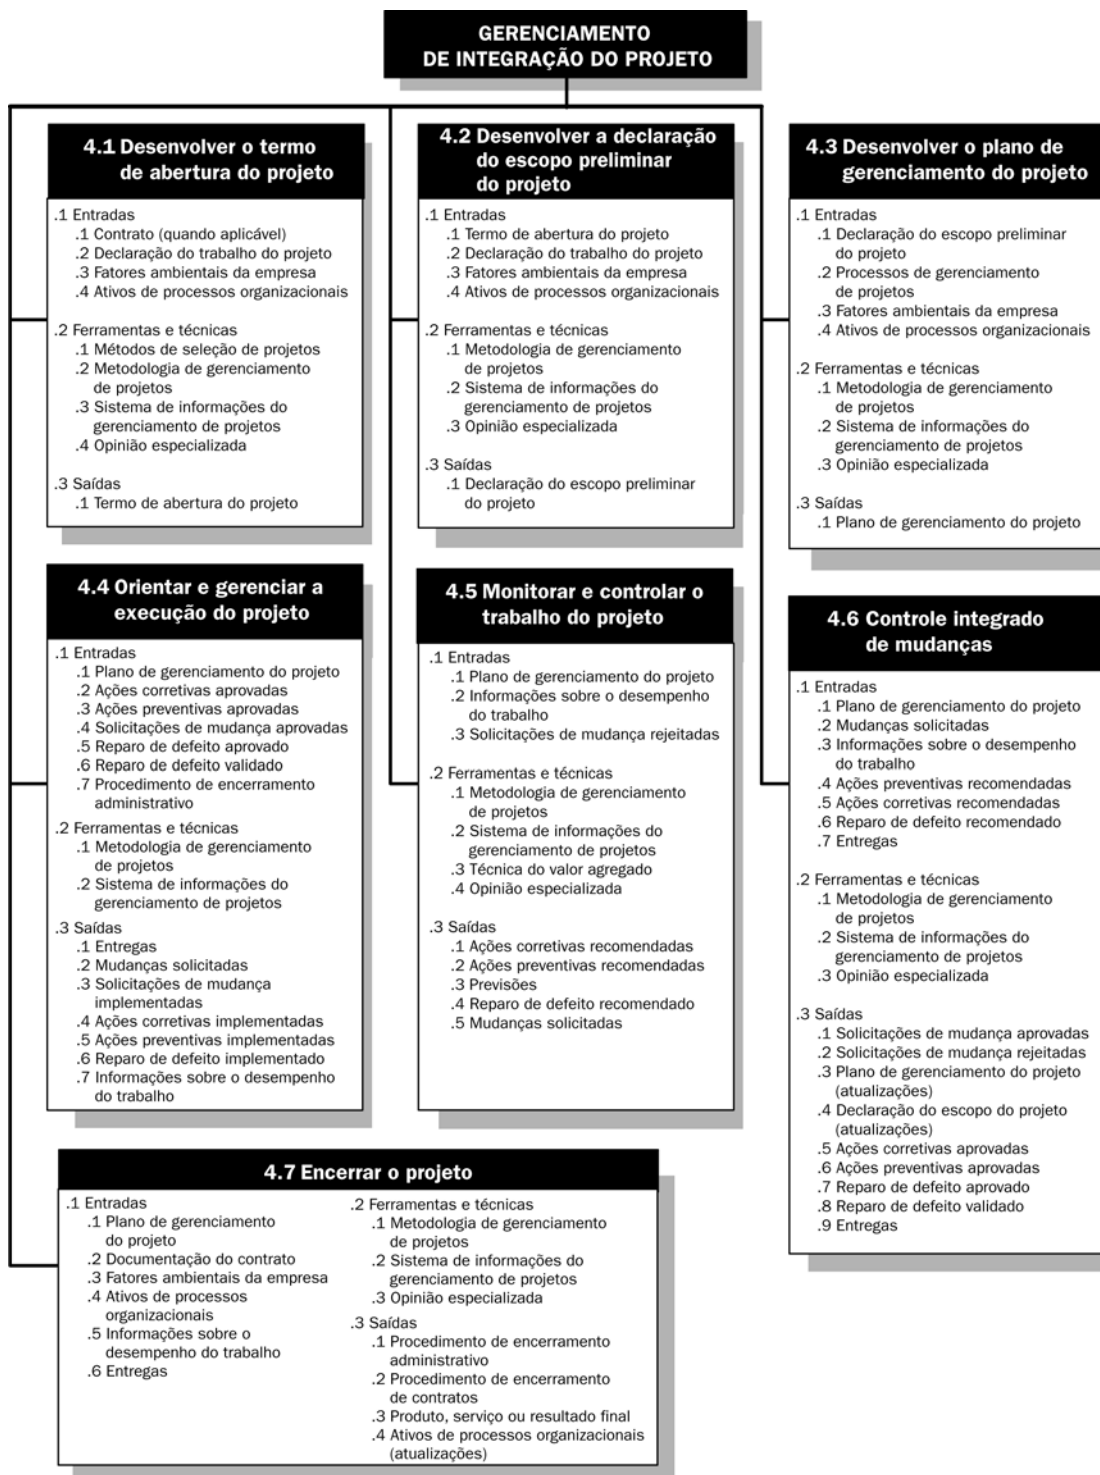 GERENCIAMENTO
DE INTEGRAÇÃO DO PROJETO
4.1 Desenvolver o termo
de abertura do projeto
.1 Entradas
.1 Contrato (quando aplicável)
.2 Declaração do trabalho do projeto
.3 Fatores ambientais da empresa
.4 Ativos de processos organizacionais
.2 Ferramentas e técnicas
.1 Métodos de seleção de projetos
.2 Metodologia de gerenciamento
de projetos
.3 Sistema de informações do
gerenciamento de projetos
.4 Opinião especializada
.3 Saídas
.1 Termo de abertura do projeto
4.2 Desenvolver a declaração
do escopo preliminar
do projeto
.1 Entradas
.1 Termo de abertura do projeto
.2 Declaração do trabalho do projeto
.3 Fatores ambientais da empresa
.4 Ativos de processos organizacionais
.2 Ferramentas e técnicas
.1 Metodologia de gerenciamento
de projetos
.2 Sistema de informações do
gerenciamento de projetos
.3 Opinião especializada
.3 Saídas
.1 Declaração do escopo preliminar
do projeto
4.3 Desenvolver o plano de
gerenciamento do projeto
.1 Entradas
.1 Declaração do escopo preliminar
do projeto
.2 Processos de gerenciamento
de projetos
.3 Fatores ambientais da empresa
.4 Ativos de processos organizacionais
.2 Ferramentas e técnicas
.1 Metodologia de gerenciamento
de projetos
.2 Sistema de informações do
gerenciamento de projetos
.3 Opinião especializada
.3 Saídas
.1 Plano de gerenciamento do projeto
4.4 Orientar e gerenciar a
execução do projeto
.1 Entradas
.1 Plano de gerenciamento do projeto
.2 Ações corretivas aprovadas
.3 Ações preventivas aprovadas
.4 Solicitações de mudança aprovadas
.5 Reparo de defeito aprovado
.6 Reparo de defeito validado
.7 Procedimento de encerramento
administrativo
.2 Ferramentas e técnicas
.1 Metodologia de gerenciamento
de projetos
.2 Sistema de informações do
gerenciamento de projetos
.3 Saídas
.1 Entregas
.2 Mudanças solicitadas
.3 Solicitações de mudança
implementadas
.4 Ações corretivas implementadas
.5 Ações preventivas implementadas
.6 Reparo de defeito implementado
.7 Informações sobre o desempenho
do trabalho
4.5 Monitorar e controlar o
trabalho do projeto
.1 Entradas
.1 Plano de gerenciamento do projeto
.2 Informações sobre o desempenho
do trabalho
.3 Solicitações de mudança rejeitadas
.2 Ferramentas e técnicas
.1 Metodologia de gerenciamento
de projetos
.2 Sistema de informações do
gerenciamento de projetos
.3 Técnica do valor agregado
.4 Opinião especializada
.3 Saídas
.1 Ações corretivas recomendadas
.2 Ações preventivas recomendadas
.3 Previsões
.4 Reparo de defeito recomendado
.5 Mudanças solicitadas
4.6 Controle integrado
de mudanças
.1 Entradas
.1 Plano de gerenciamento do projeto
.2 Mudanças solicitadas
.3 Informações sobre o desempenho
do trabalho
.4 Ações preventivas recomendadas
.5 Ações corretivas recomendadas
.6 Reparo de defeito recomendado
.7 Entregas
.2 Ferramentas e técnicas
.1 Metodologia de gerenciamento
de projetos
.2 Sistema de informações do
gerenciamento de projetos
.3 Opinião especializada
.3 Saídas
.1 Solicitações de mudança aprovadas
.2 Solicitações de mudança rejeitadas
.3 Plano de gerenciamento do projeto
(atualizações)
.4 Declaração do escopo do projeto
(atualizações)
.5 Ações corretivas aprovadas
.6 Ações preventivas aprovadas
.7 Reparo de defeito aprovado
.8 Reparo de defeito validado
.9 Entregas
4.7 Encerrar o projeto
.1 Entradas
.1 Plano de gerenciamento
do projeto
.2 Documentação do contrato
.3 Fatores ambientais da empresa
.4 Ativos de processos
organizacionais
.5 Informações sobre o
desempenho do trabalho
.6 Entregas
.2 Ferramentas e técnicas
.1 Metodologia de gerenciamento
de projetos
.2 Sistema de informações do
gerenciamento de projetos
.3 Opinião especializada
.3 Saídas
.1 Procedimento de encerramento
administrativo
.2 Procedimento de encerramento
de contratos
.3 Produto, serviço ou resultado final
.4 Ativos de processos organizacionais
(atualizações)